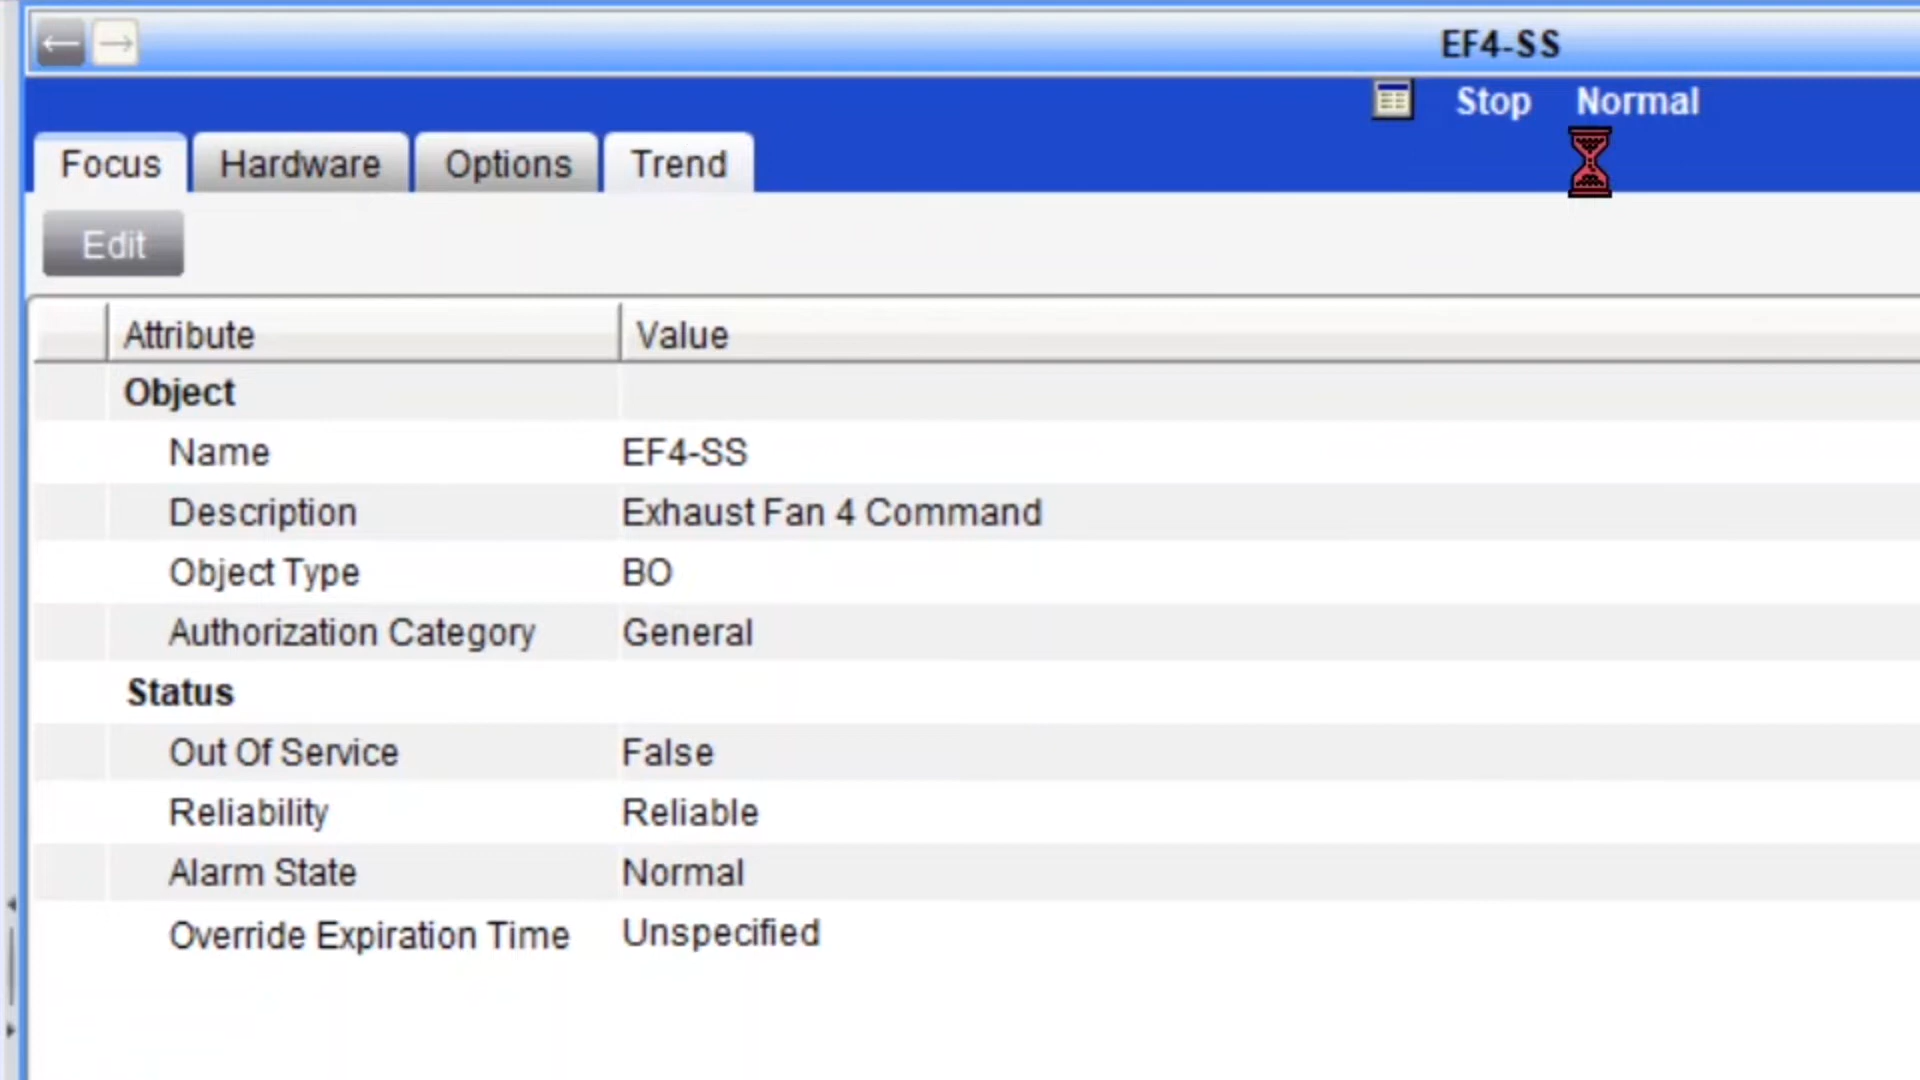 EF4-SS
Stop Normal
Focus Hardware Options Trend
Edit
Attribute Value
Object
Name EF4-SS
Description Exhaust Fan 4 Command
Object Type BO
Authorization Category General
Status
Out Of Service False
Reliability Reliable
Alarm State Normal
Override Expiration Time Unspecified